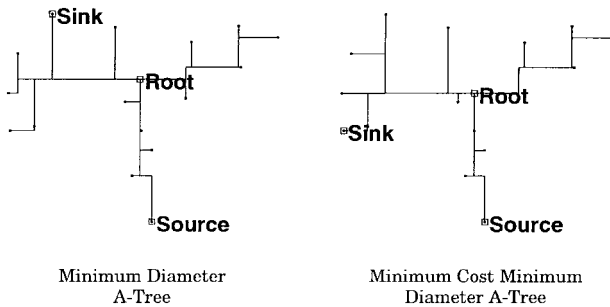 Sink
Root
Source
Minimum Diameter
A-Tree
Root
Sink
Source
Minimum Cost Minimum
Diameter A-Tree